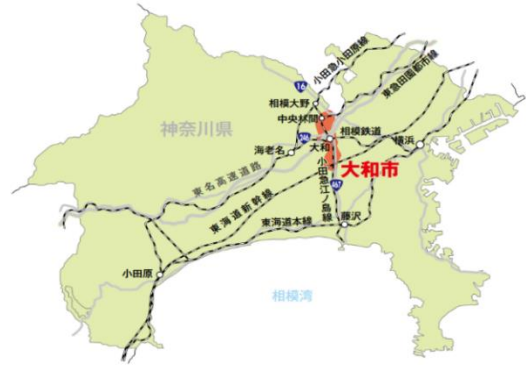 小田急小田原線
16
東急田園都市線
相模大野
中央林間
神奈川県
246
相模鉄道
大和
横浜
海老名
大和市
東名高速道路
小田急江ノ島線
467
東海道新幹線
東海道本線
藤沢
小田原
相模湾